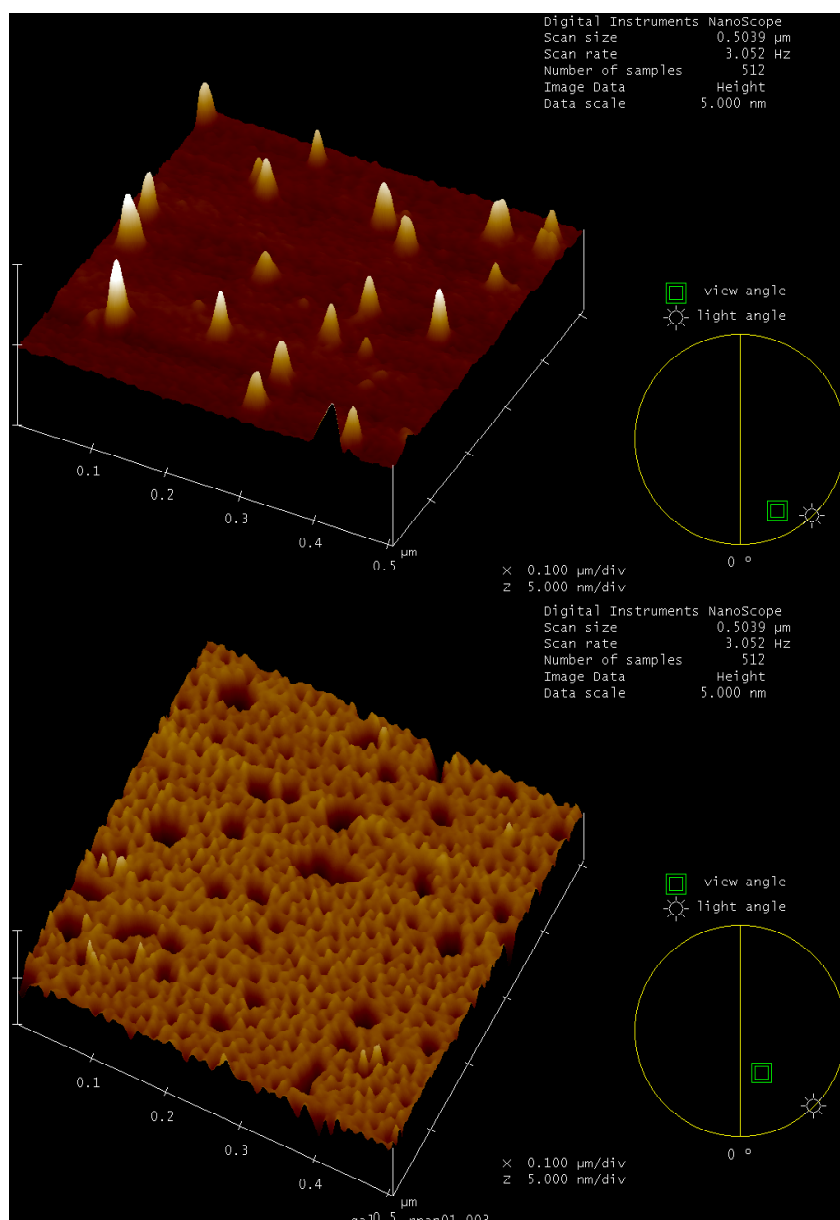 Digital Instruments NanoScope
Scan size 0.5039 µm
Scan rate 3.052 Hz
Number of samples 512
Image Data Height
Data scale 5.000 nm
view angle
light angle
0.1
0.2
0.3
0.4
0.5
µm
0 º
X 0.100 µm/div
Z 5.000 nm/div
Digital Instruments NanoScope
Scan size 0.5039 µm
Scan rate 3.052 Hz
Number of samples 512
Image Data Height
Data scale 5.000 nm
view angle
light angle
0.1
0.2
0.3
0.4
0.5
µm
0 º
X 0.100 µm/div
Z 5.000 nm/div